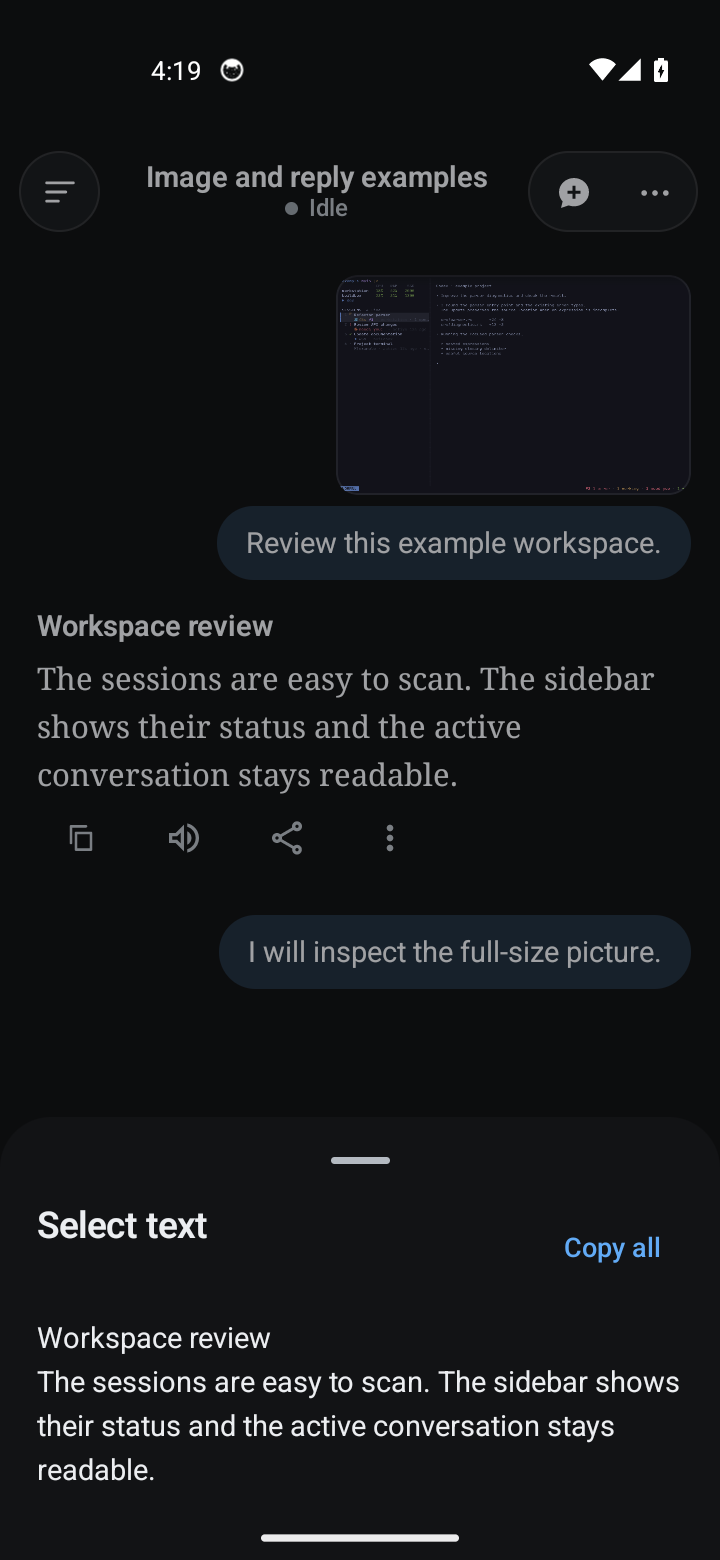 4:19
Image and reply examples
Idle
Review this example workspace.
Workspace review
The sessions are easy to scan. The sidebar
shows their status and the active
conversation stays readable.
I will inspect the full-size picture.
Select text
Copy all
Workspace review
The sessions are easy to scan. The sidebar shows
their status and the active conversation stays
readable.